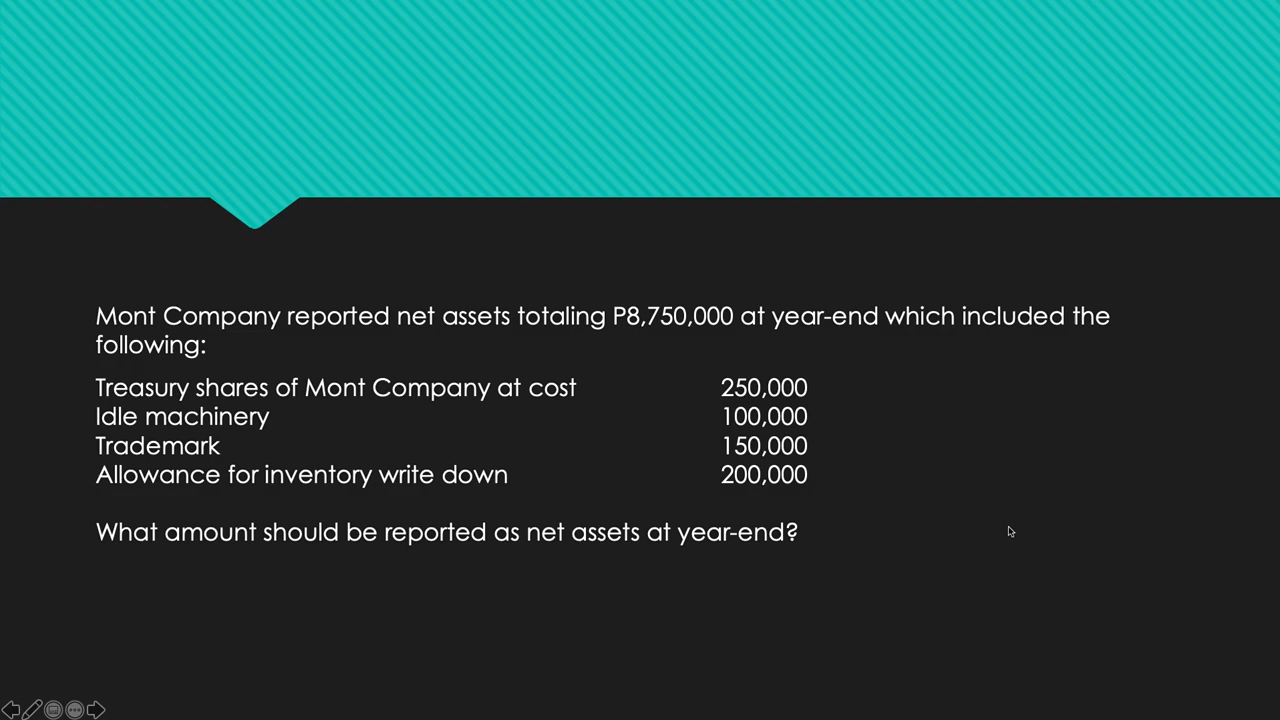 Mont Company reported net assets totaling P8,750,000 at year-end which included the
following:
Treasury shares of Mont Company at cost 250,000
Idle machinery 100,000
Trademark 150,000
Allowance for inventory write down 200,000
What amount should be reported as net assets at year-end?